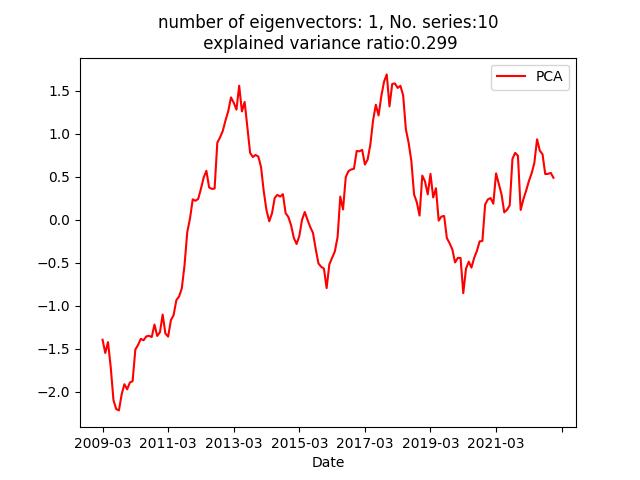 number of eigenvectors: 1, No. series:10
explained variance ratio:0.299
PCA
1.5
1.0
0.5
0.0
−0.5
−1.0
−1.5
−2.0
2009-03 2011-03 2013-03 2015-03 2017-03 2019-03 2021-03
Date